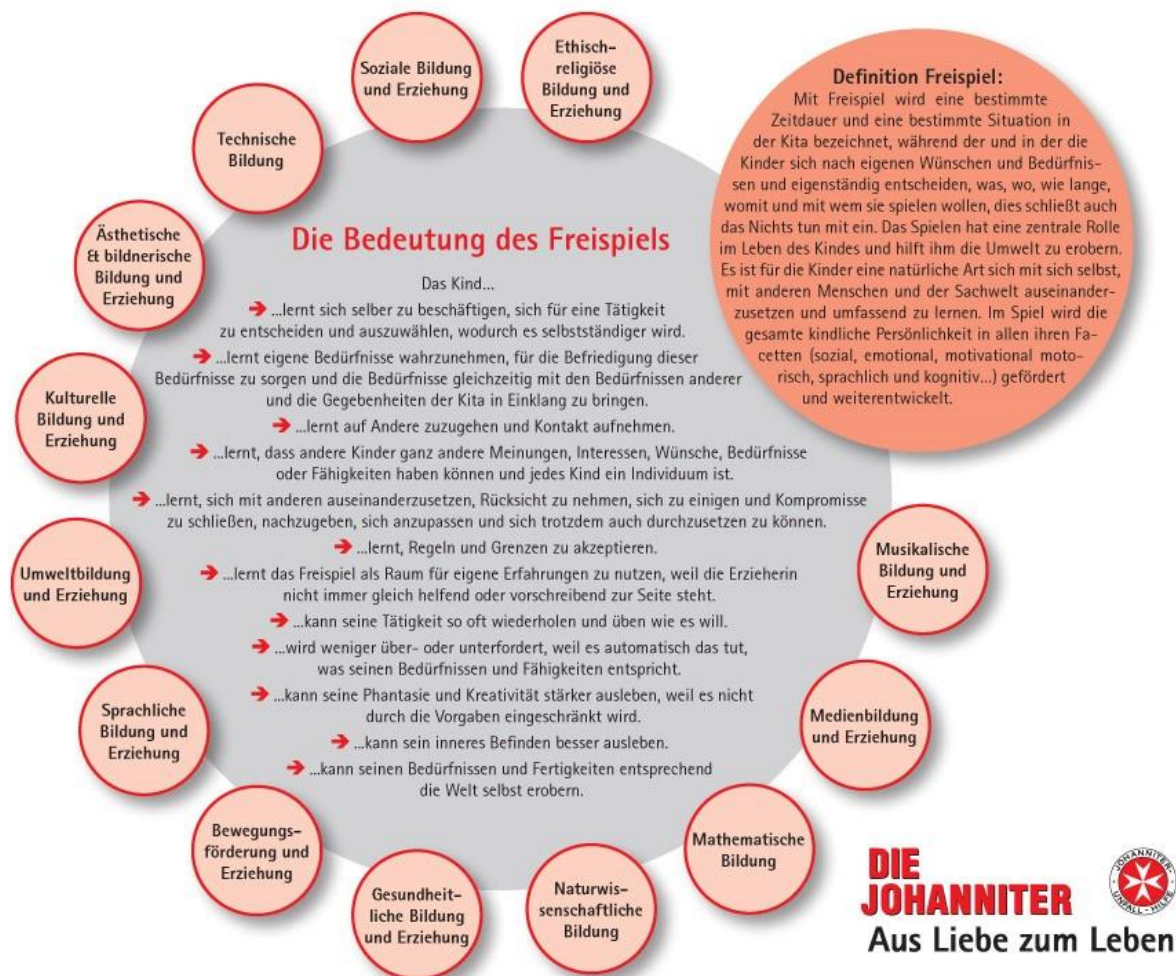 Soziale Bildung
und Erziehung
Ethisch-
religiöse
Bildung und
Erziehung
Technische
Bildung
Ästhetische
& bildnerische
Bildung und
Erziehung
Kulturelle
Bildung und
Erziehung
Umweltbildung
und Erziehung
Sprachliche
Bildung und
Erziehung
Bewegungs-
förderung und
Erziehung
Gesundheit-
liche Bildung
und Erziehung
Naturwis-
senschaftliche
Bildung
Mathematische
Bildung
Medienbildung
und Erziehung
Musikalische
Bildung und
Erziehung
Definition Freispiel:
Mit Freispiel wird eine bestimmte
Zeitdauer und eine bestimmte Situation in
der Kita bezeichnet, während der und in der die
Kinder sich nach eigenen Wünschen und Bedürfnis-
sen und eigenständig entscheiden, was, wo, wie lange,
womit und mit wem sie spielen wollen, dies schließt auch
das Nichts tun mit ein. Das Spielen hat eine zentrale Rolle
im Leben des Kindes und hilft ihm die Umwelt zu erobern.
Es ist für die Kinder eine natürliche Art sich mit sich selbst,
mit anderen Menschen und der Sachwelt auseinander-
zusetzen und umfassend zu lernen. Im Spiel wird die
gesamte kindliche Persönlichkeit in allen ihren Fa-
cetten (sozial, emotional, motivational moto-
risch, sprachlich und kognitiv...) gefördert
und weiterentwickelt.
Die Bedeutung des Freispiels
Das Kind...
➔ ...lernt sich selber zu beschäftigen, sich für eine Tätigkeit
zu entscheiden und auszuwählen, wodurch es selbstständiger wird.
➔ ...lernt eigene Bedürfnisse wahrzunehmen, für die Befriedigung dieser
Bedürfnisse zu sorgen und die Bedürfnisse gleichzeitig mit den Bedürfnissen anderer
und die Gegebenheiten der Kita in Einklang zu bringen.
➔ ...lernt auf Andere zuzugehen und Kontakt aufnehmen.
➔ ...lernt, dass andere Kinder ganz andere Meinungen, Interessen, Wünsche, Bedürfnisse
oder Fähigkeiten haben können und jedes Kind ein Individuum ist.
➔ ...lernt, sich mit anderen auseinanderzusetzen, Rücksicht zu nehmen, sich zu einigen und Kompromisse
zu schließen, nachzugeben, sich anzupassen und sich trotzdem auch durchzusetzen zu können.
➔ ...lernt, Regeln und Grenzen zu akzeptieren.
➔ ...lernt das Freispiel als Raum für eigene Erfahrungen zu nutzen, weil die Erzieherin
nicht immer gleich helfend oder vorschreibend zur Seite steht.
➔ ...kann seine Tätigkeit so oft wiederholen und üben wie es will.
➔ ...wird weniger über- oder unterfordert, weil es automatisch das tut,
was seinen Bedürfnissen und Fähigkeiten entspricht.
➔ ...kann seine Phantasie und Kreativität stärker ausleben, weil es nicht
durch die Vorgaben eingeschränkt wird.
➔ ...kann sein inneres Befinden besser ausleben.
➔ ...kann seinen Bedürfnissen und Fertigkeiten entsprechend
die Welt selbst erobern.
DIE
JOHANNITER
JOHANNITER-UNFALL-HILFE
Aus Liebe zum Leben